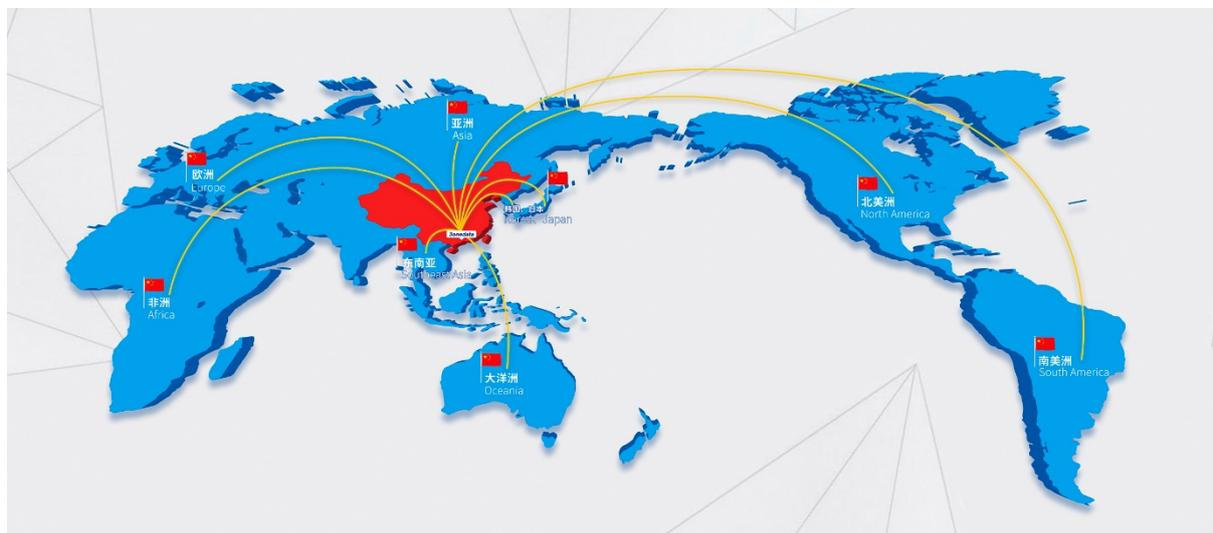 亚洲
Asia
欧洲
Europe
韩国、日本
Korea、Japan
北美洲
North America
东南亚
Southeast Asia
非洲
Africa
大洋洲
Oceania
南美洲
South America